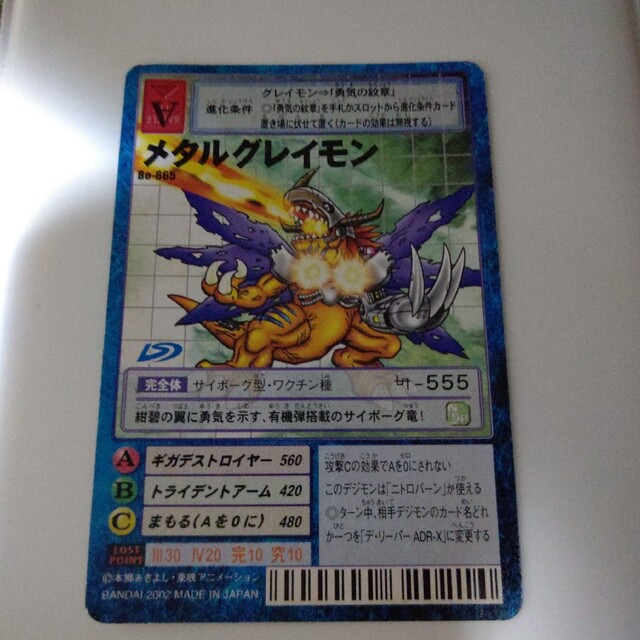 V
進化条件
グレイモン⇒「勇気の紋章」
◎「勇気の紋章」を手札かスロットから進化条件カード
置き場に伏せて置く(カードの効果は無視する)
メタルグレイモン
Bo-665
完全体 サイボーグ型・ワクチン種
-555
紺碧の翼に勇気を示す、有機弾搭載のサイボーグ竜!
A ギガデストロイヤー 560
B トライデントアーム 420
C まもる(Aを0に) 480
攻撃Cの効果でAを0にされない
このデジモンは「ニトロバーン」が使える
◎ターン中、相手デジモンのカード名どれ
か一つを「デ・リーパー ADR-X」に変更する
LOST POINT Ⅲ30 Ⅳ20 完10 究10
©本郷あきよし・東映アニメーション
BANDAI 2002 MADE IN JAPAN